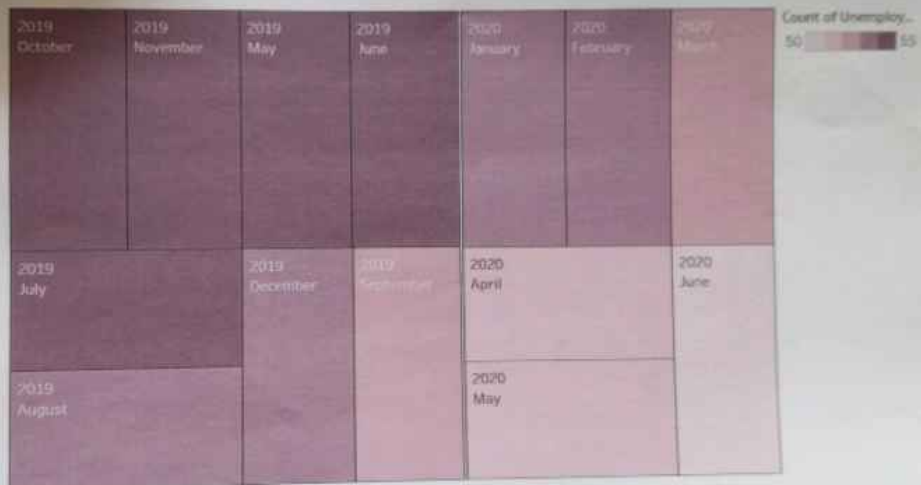 2019
October
2019
November
2019
May
2019
June
2020
January
2020
February
2020
March
2019
July
2019
December
2019
September
2020
April
2020
June
2019
August
2020
May
Count of Unemploy...
50
55